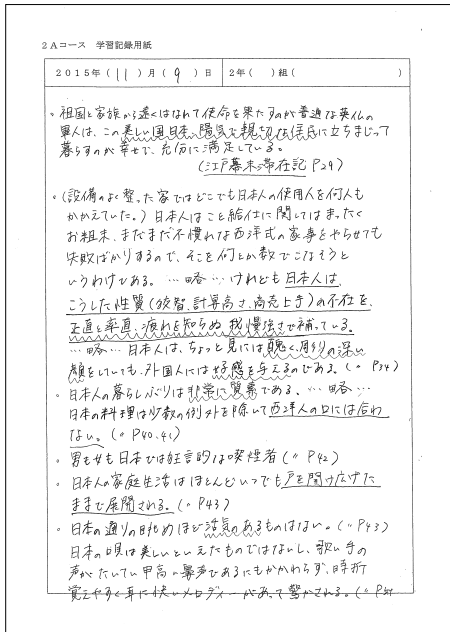 2Aコース 学習記録用紙
2015年(11)月(9)日 2年( )組( )
。祖国と家族から遠くはなれて使命を果たすのが普通な英仏の
軍人は、この美しい国日本、陽気で親切な住民に立ちまじって
暮らすのが幸せで、充分に満足している。
(江戸幕末滞在記 P29)
。(設備のよく整った家ではどこでも日本人の使用人を何人も
かかえていた。)日本人はこと給仕に関してはまったく
お粗末、まだまだ不慣れな西洋式の家事をやらせても
失敗ばかりするので、そこを何とか数でこなそうと
いうわけである。…略…けれども日本人は、
こうした性質(狡智、計算高さ、商売上手)の不在を、
正直と率直、疲れを知らぬ我慢強さで補っている。
…略…日本人は、ちょっと見には醜く、周りの深い
顔をしていても、外国人には好感を与えるのである。(〃P34)
。日本人の暮らしぶりは非常に質素である、…略…
日本の料理は少数の例外を除いて西洋人の口には合わ
ない。(〃P40.41)
。男も女も日本では狂言的な喫煙者(〃P42)
。日本人の家庭生活はほとんどいつでも戸を開け広げた
ままで展開される。(〃P43)
。日本の通りの眺めほど活気のあるものはない。(〃P43)
日本の唄は美しいといえたものではないし、歌い手の
声がたいてい甲高い鼻声であるにもかかわらず、時折
覚えやすく耳に快いメロディーがあって驚かされる。(〃P51